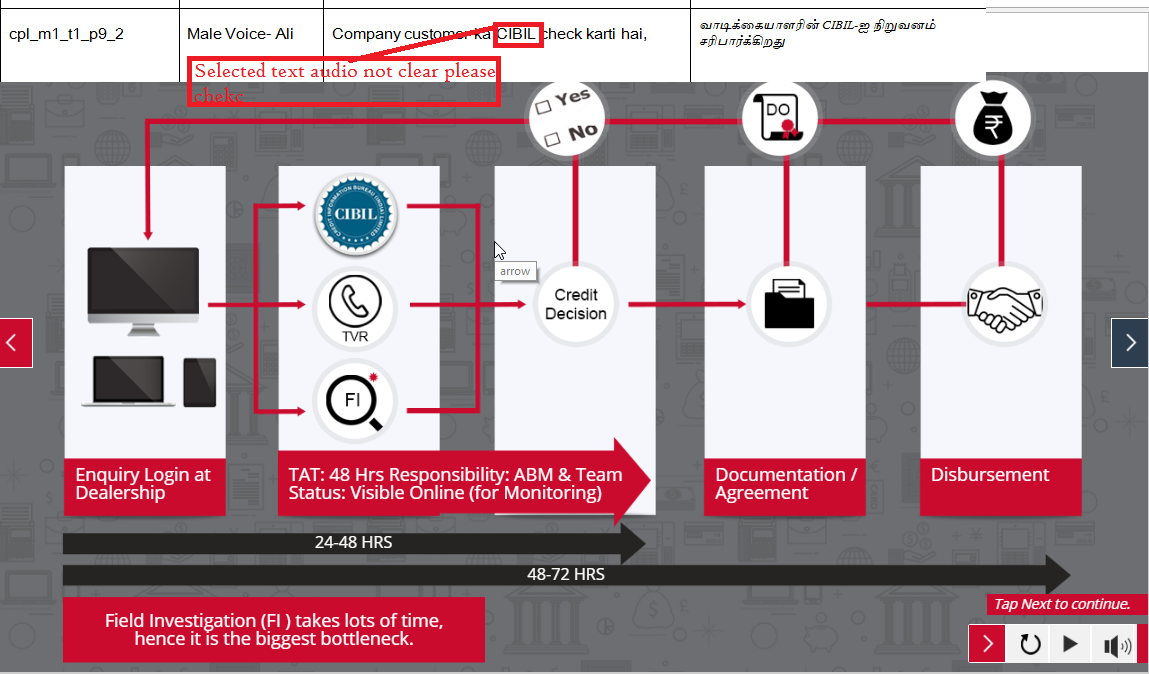 cpl_m1_t1_p9_2
Male Voice- Ali
Company customer ka CIBIL check karti hai,
வாடிக்கையாளரின் CIBIL-ஐ நிறுவனம்
சரிபார்க்கிறது
Selected text audio not clear please
chekc
Yes
No
DO
CREDIT INFORMATION BUREAU (INDIA) LIMITED
CIBIL
arrow
TVR
FI
Credit
Decision
Enquiry Login at
Dealership
TAT: 48 Hrs Responsibility: ABM & Team
Status: Visible Online (for Monitoring)
Documentation /
Agreement
Disbursement
24-48 HRS
48-72 HRS
Field Investigation (FI ) takes lots of time,
hence it is the biggest bottleneck.
Tap Next to continue.